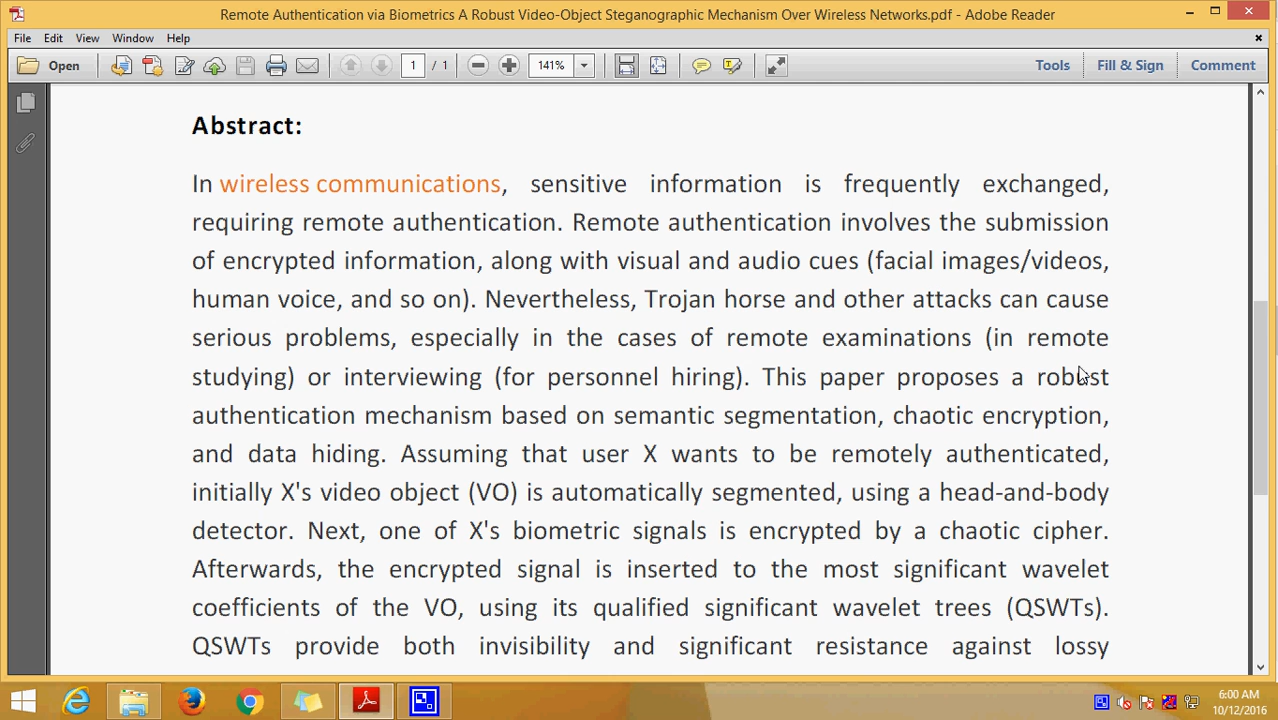 Remote Authentication via Biometrics A Robust Video-Object Steganographic Mechanism Over Wireless Networks.pdf - Adobe Reader
File Edit View Window Help
Open 1 / 1 141% Tools Fill & Sign Comment
Abstract:
In wireless communications, sensitive information is frequently exchanged,
requiring remote authentication. Remote authentication involves the submission
of encrypted information, along with visual and audio cues (facial images/videos,
human voice, and so on). Nevertheless, Trojan horse and other attacks can cause
serious problems, especially in the cases of remote examinations (in remote
studying) or interviewing (for personnel hiring). This paper proposes a robust
authentication mechanism based on semantic segmentation, chaotic encryption,
and data hiding. Assuming that user X wants to be remotely authenticated,
initially X's video object (VO) is automatically segmented, using a head-and-body
detector. Next, one of X's biometric signals is encrypted by a chaotic cipher.
Afterwards, the encrypted signal is inserted to the most significant wavelet
coefficients of the VO, using its qualified significant wavelet trees (QSWTs).
QSWTs provide both invisibility and significant resistance against lossy
6:00 AM
10/12/2016